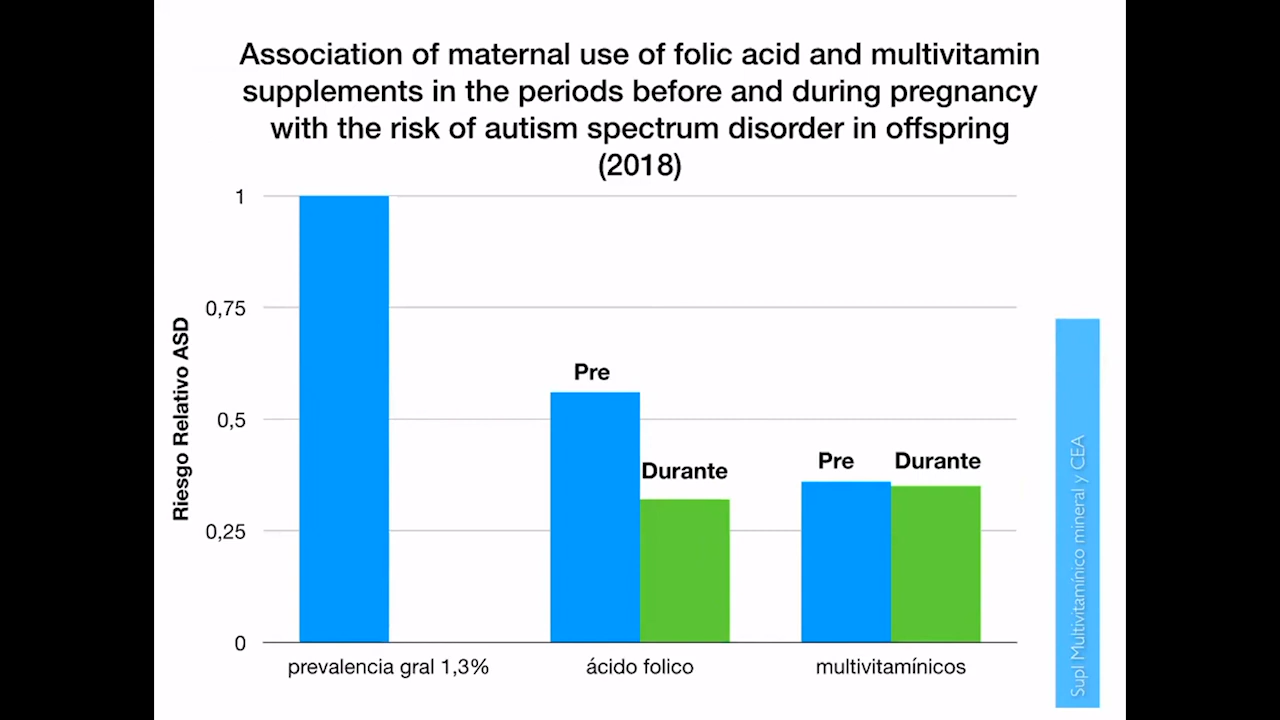 Association of maternal use of folic acid and multivitamin
supplements in the periods before and during pregnancy
with the risk of autism spectrum disorder in offspring
(2018)
Riesgo Relativo ASD
1
0,75
0,5
0,25
0
Pre
Durante
Pre
Durante
prevalencia gral 1,3%
ácido folico
multivitamínicos
Supl Multivitamínico mineral y CEA